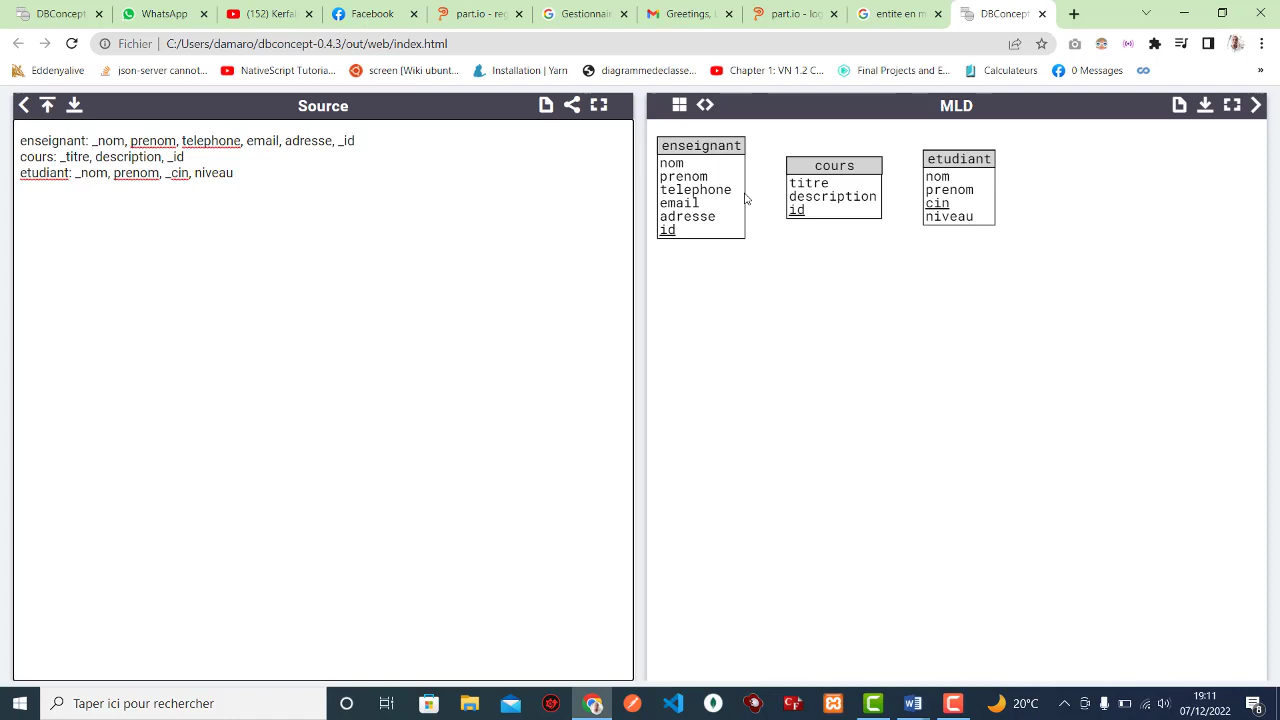 DBConcept
WhatsApp
(152) Kerfal
Facebook
part.io - reg
Gestionnair
Greetings, I
part.io - log
entite en m
DBConcept
Fichier
C:/Users/damaro/dbconcept-0.4.3/out/web/index.html
Eddenyalive
json-server cannot...
NativeScript Tutoria...
screen [Wiki ubunt...
Installation | Yarn
diagrammedeclasse...
Chapter 1: VN 1.2 C...
Final Projects and E...
Calculateurs
0 Messages
»
Source
MLD
enseignant: _nom, prenom, telephone, email, adresse, _id
cours: _titre, description, _id
etudiant: _nom, prenom, _cin, niveau
enseignant
nom
prenom
telephone
email
adresse
id
cours
titre
description
id
etudiant
nom
prenom
cin
niveau
Taper ici pour rechercher
20°C
19:11
07/12/2022
8